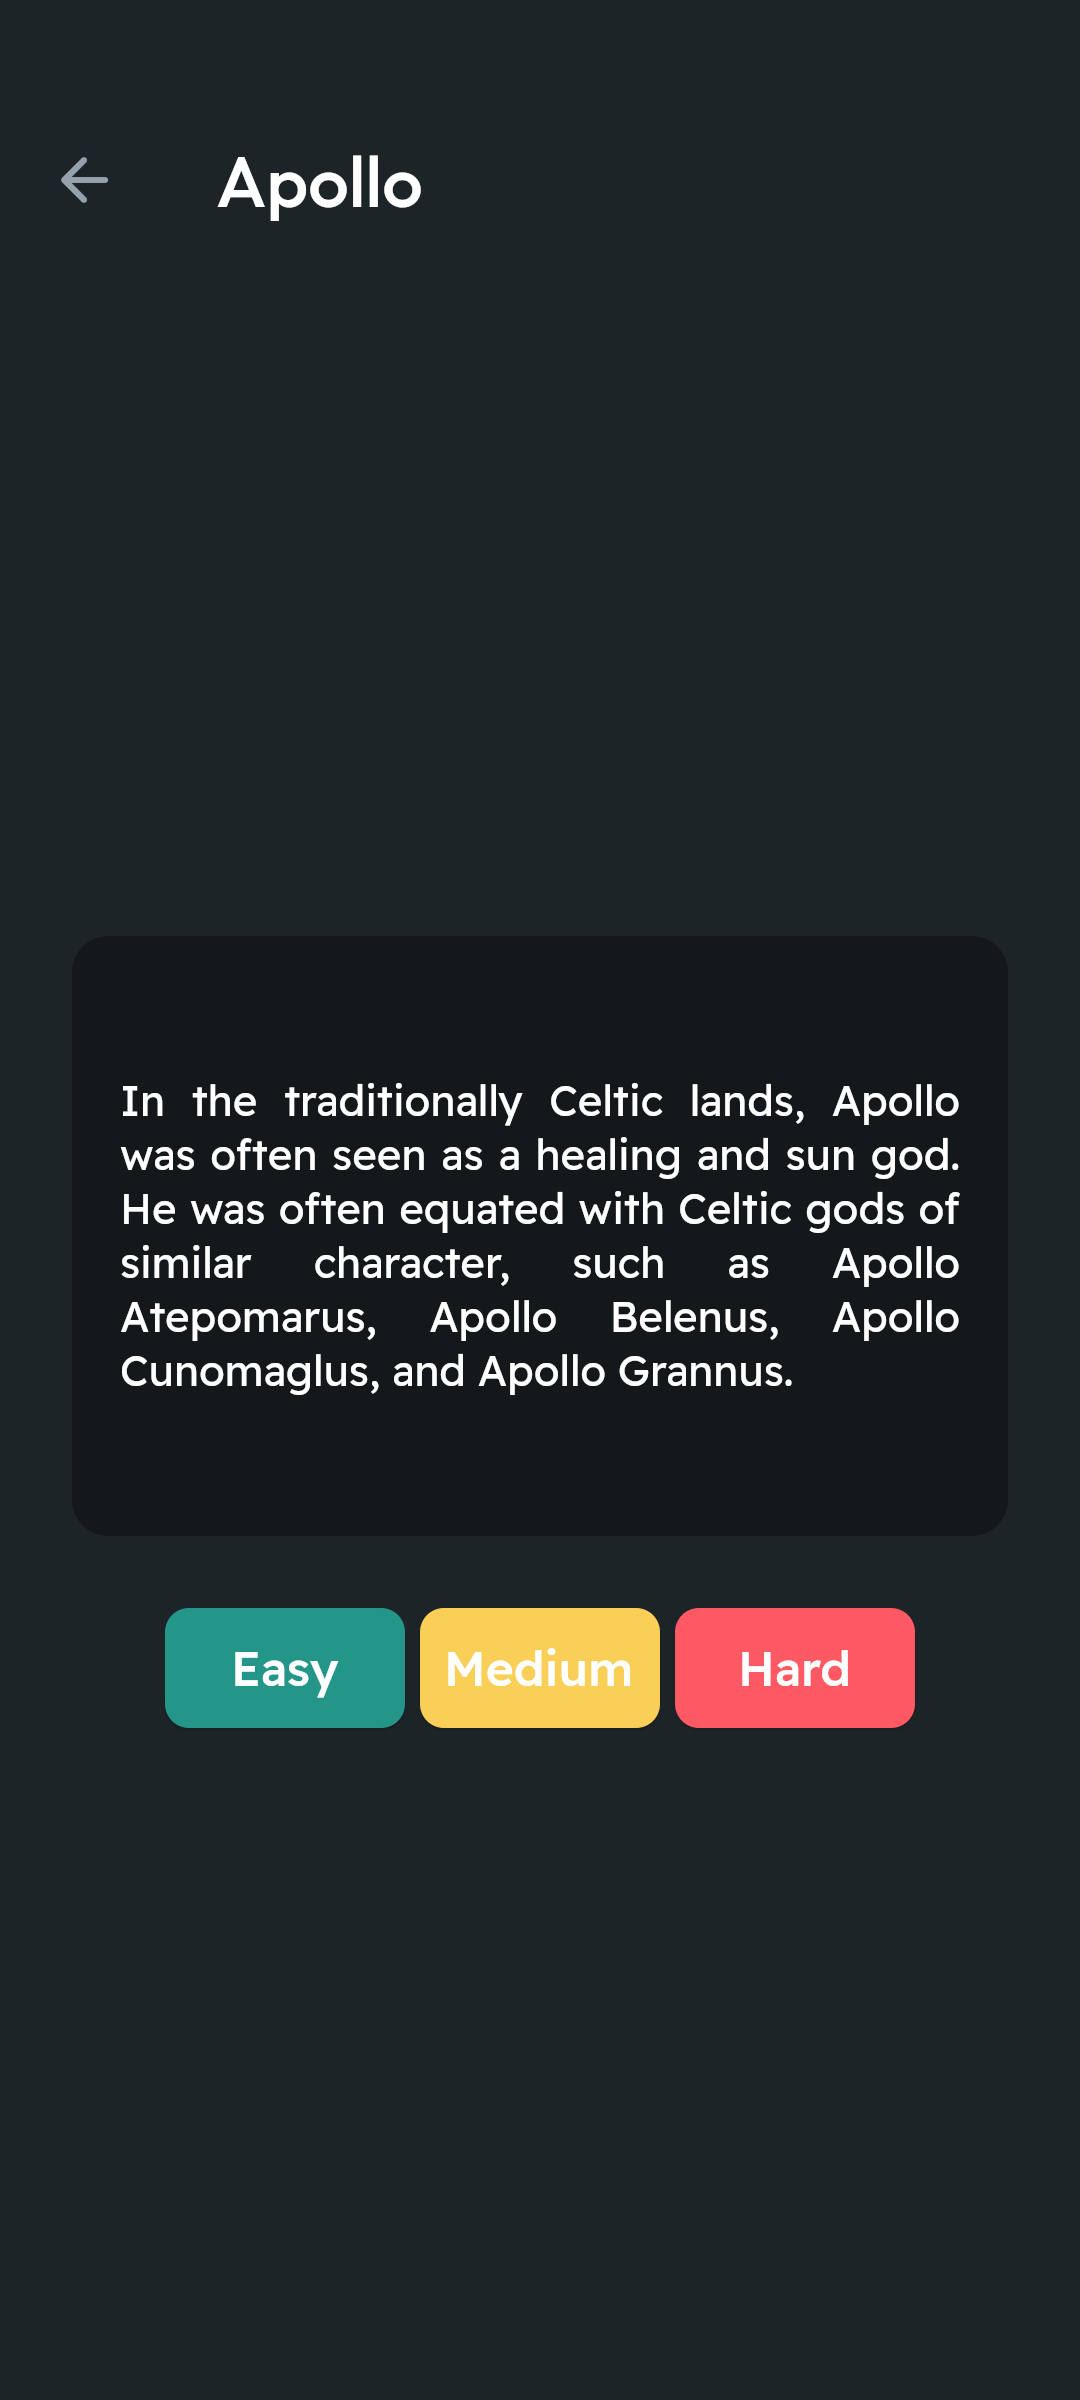 Apollo
In the traditionally Celtic lands, Apollo
was often seen as a healing and sun god.
He was often equated with Celtic gods of
similar character, such as Apollo
Atepomarus, Apollo Belenus, Apollo
Cunomaglus, and Apollo Grannus.
Easy Medium Hard